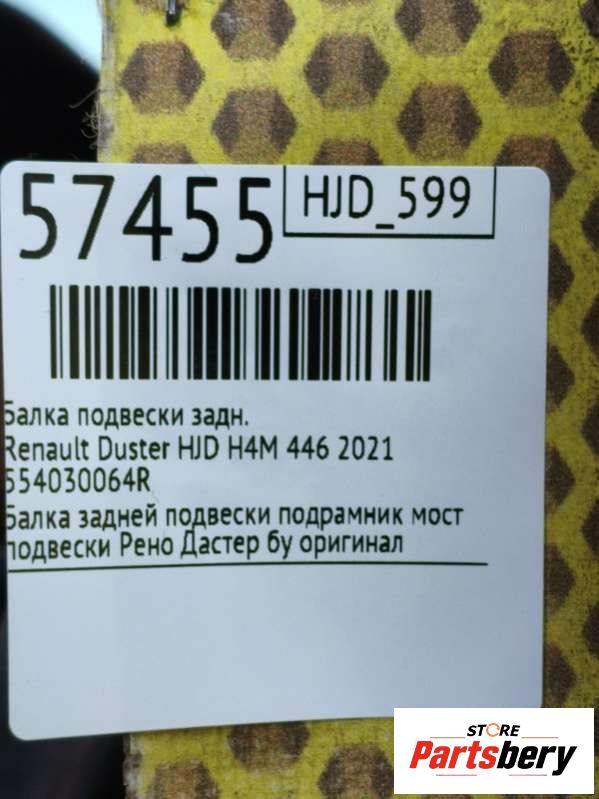 57455
HJD_599
Балка подвески задн.
Renault Duster HJD H4M 446 2021
554030064R
Балка задней подвески подрамник мост
подвески Рено Дастер бу оригинал
STORE
Partsbery